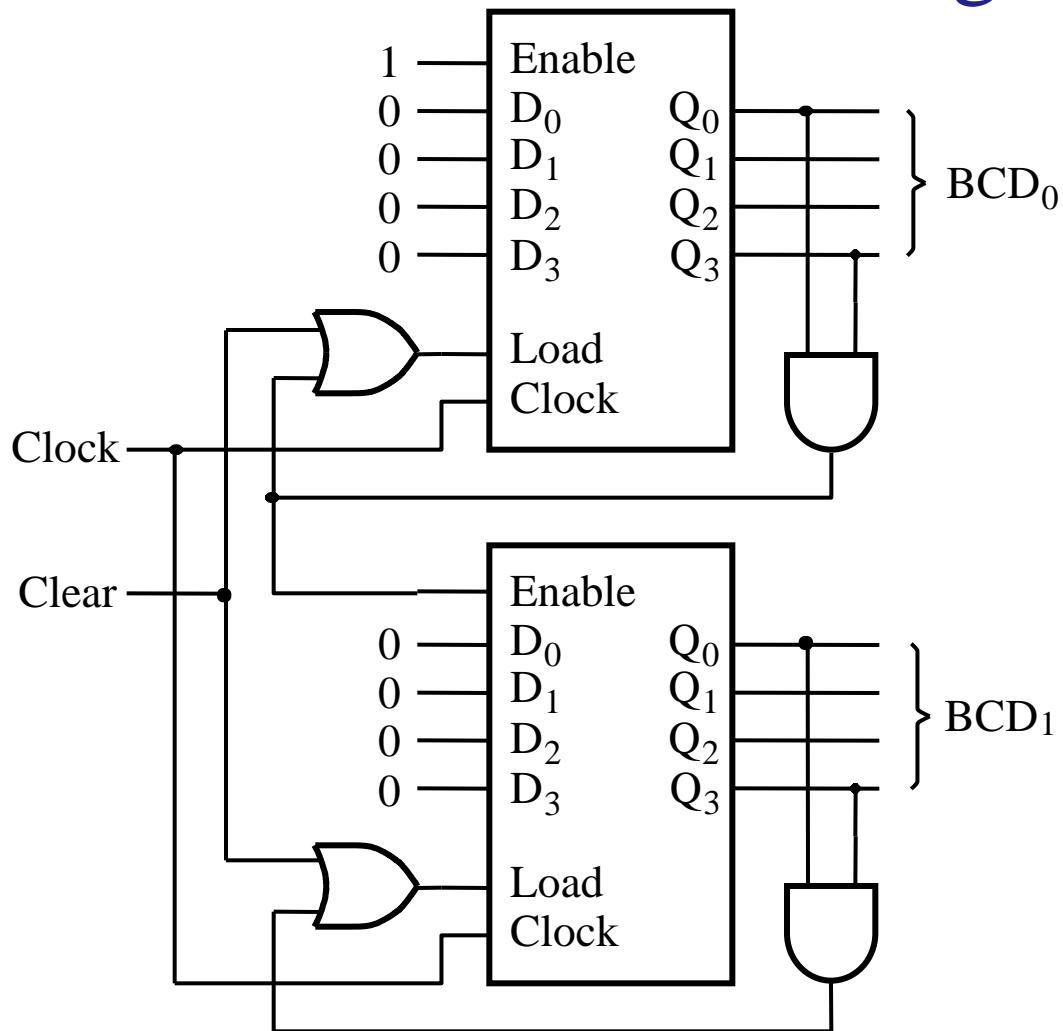 g
1 Enable
0 D0 Q0
0 D1 Q1
0 D2 Q2
0 D3 Q3
BCD0
Load
Clock
Clock
Clear
Enable
0 D0 Q0
0 D1 Q1
0 D2 Q2
0 D3 Q3
BCD1
Load
Clock